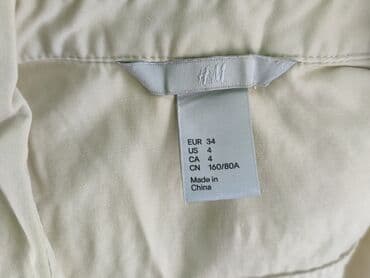 H&M
EUR 34
US 4
CA 4
CN 160/80A
Made in
China